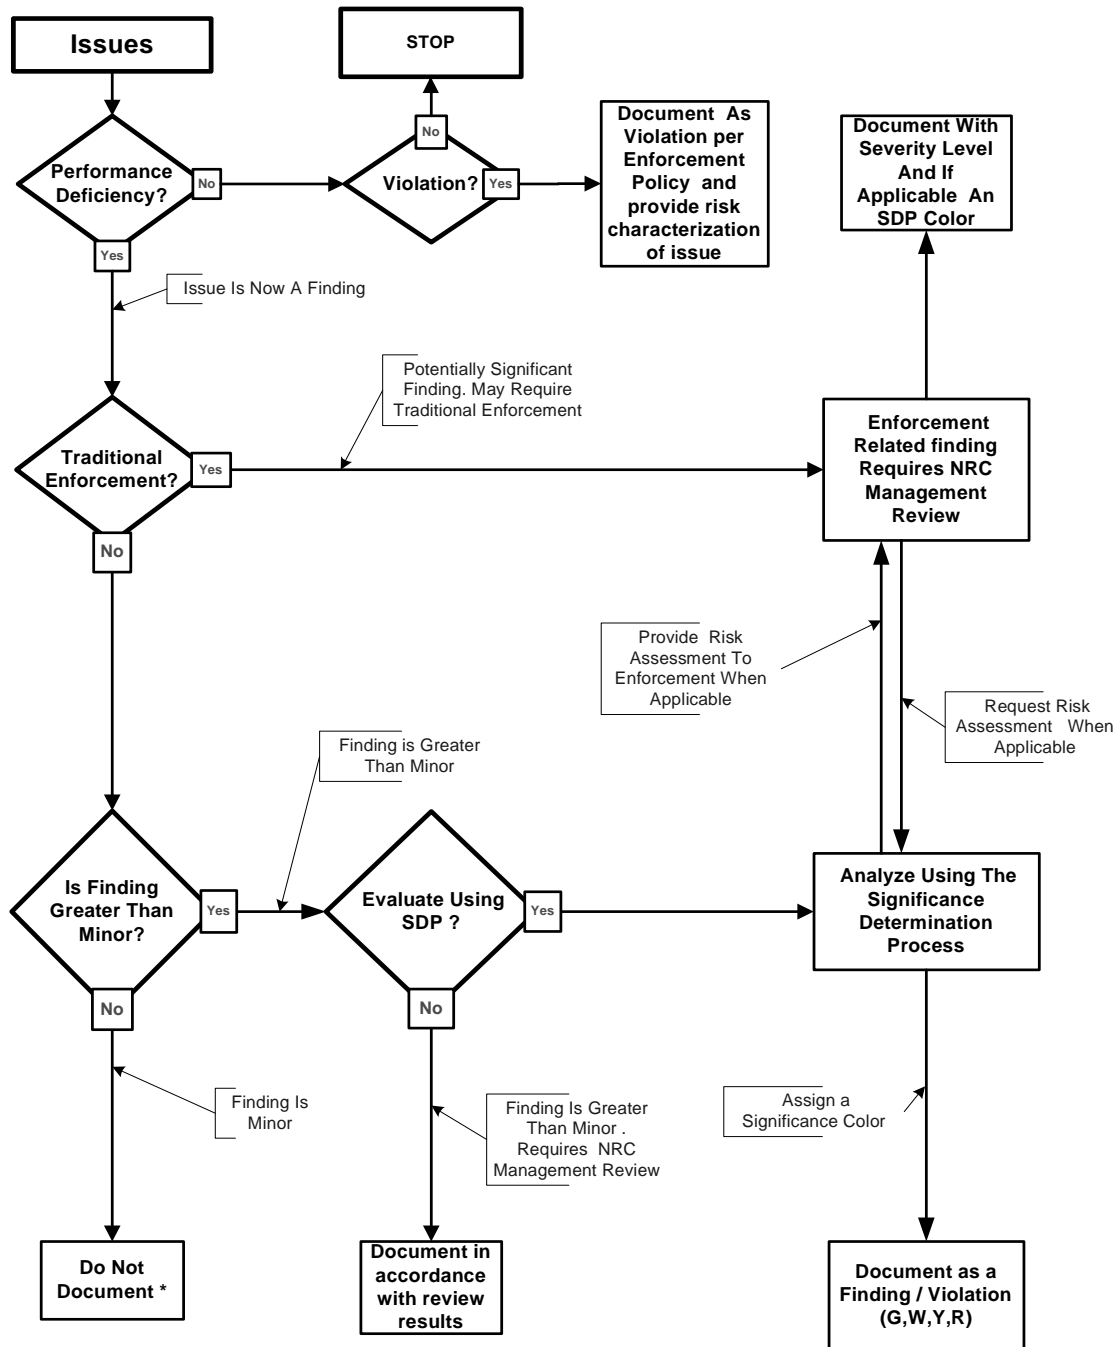 Issues
STOP
Performance
Deficiency?
No
Yes
Violation?
No
Yes
Document As
Violation per
Enforcement
Policy and
provide risk
characterization
of issue
Document With
Severity Level
And If
Applicable An
SDP Color
Issue Is Now A Finding
Potentially Significant
Finding. May Require
Traditional Enforcement
Traditional
Enforcement?
Yes
No
Enforcement
Related finding
Requires NRC
Management
Review
Provide Risk
Assessment To
Enforcement When
Applicable
Request Risk
Assessment When
Applicable
Finding is Greater
Than Minor
Is Finding
Greater Than
Minor?
Yes
No
Evaluate Using
SDP ?
Yes
No
Analyze Using The
Significance
Determination
Process
Finding Is
Minor
Finding Is Greater
Than Minor .
Requires NRC
Management Review
Assign a
Significance Color
Do Not
Document *
Document in
accordance
with review
results
Document as a
Finding / Violation
(G,W,Y,R)